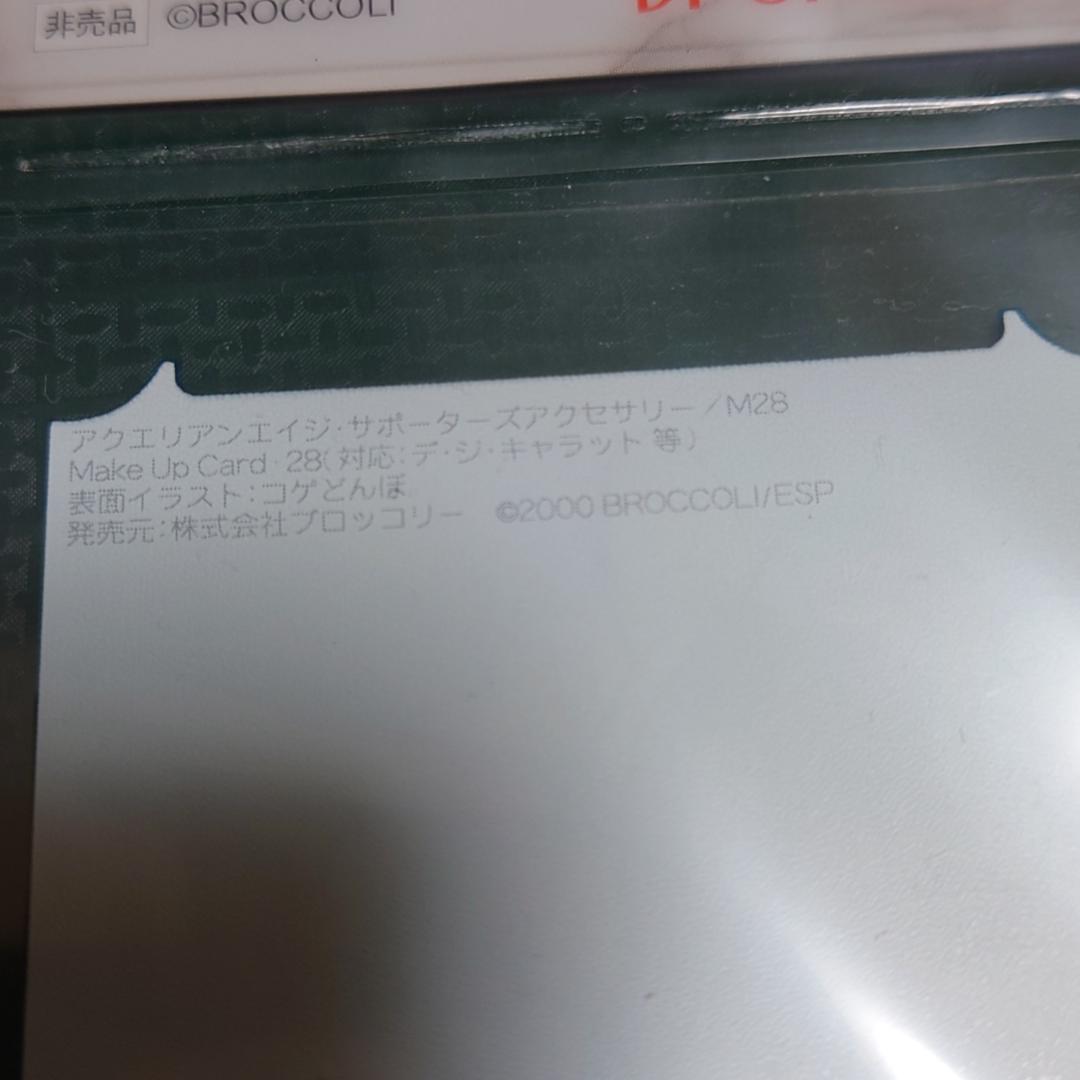 非売品 ©BROCCOLI
アクエリアンエイジ・サポーターズアクセサリー/M28
Make Up Card・28(対応:デ・ジ・キャラット 等)
表面イラスト:コゲどんぼ
発売元:株式会社ブロッコリー ©2000 BROCCOLI/ESP